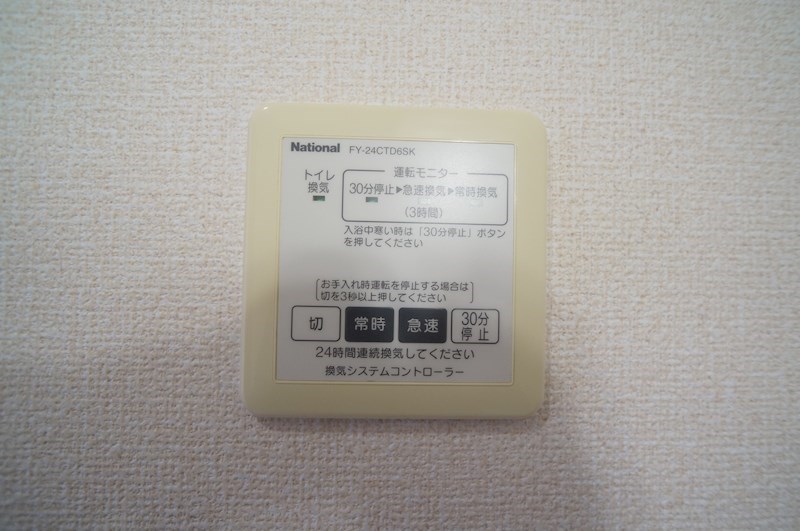 National FY-24CTD6SK
トイレ
換気
運転モニター
30分停止▶急速換気▶常時換気
(3時間)
入浴中寒い時は「30分停止」ボタン
を押してください
お手入れ時運転を停止する場合は
切を3秒以上押してください
切 常時 急速 30分停止
24時間連続換気してください
換気システムコントローラー